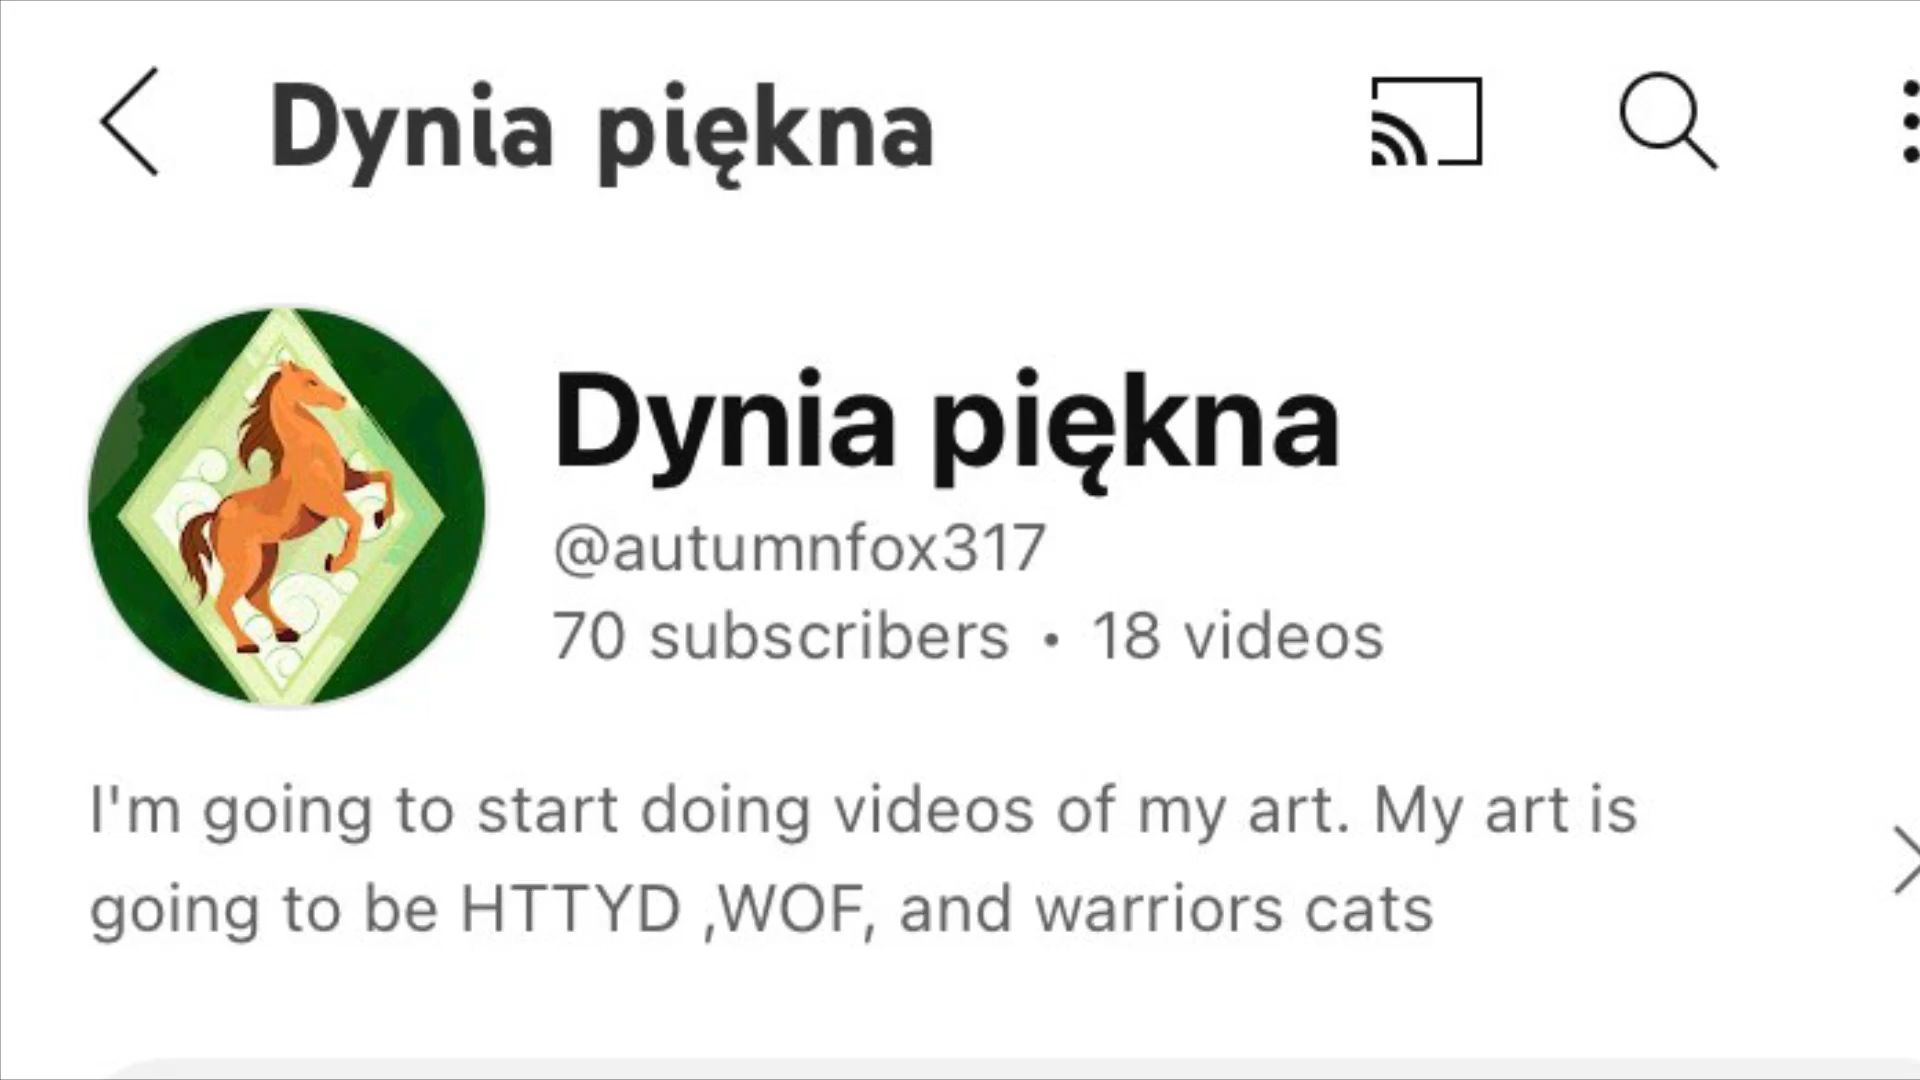 Dynia piękna
Dynia piękna
@autumnfox317
70 subscribers • 18 videos
I'm going to start doing videos of my art. My art is
going to be HTTYD ,WOF, and warriors cats